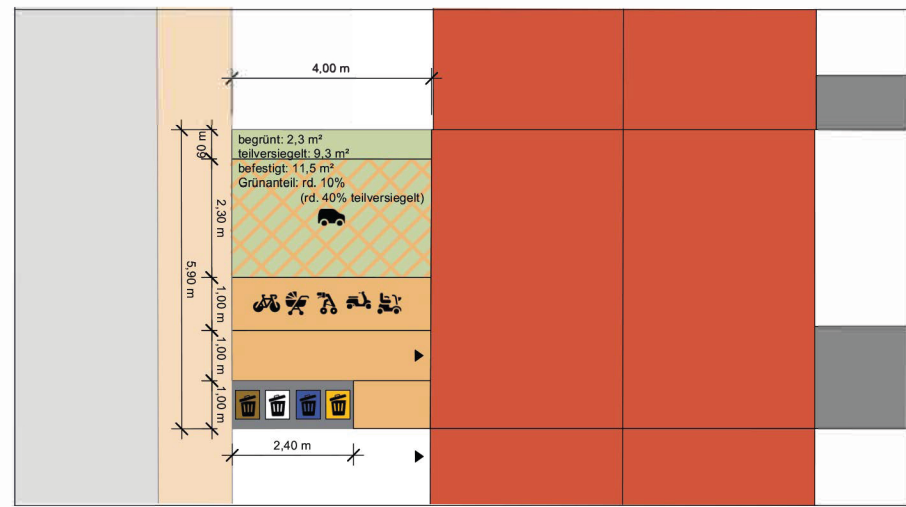 4,00 m
60 m
begrünt: 2,3 m²
teilversiegelt: 9,3 m²
befestigt: 11,5 m²
Grünanteil: rd. 10%
(rd. 40% teilversiegelt)
2,30 m
5,90 m
1,00 m
1,00 m
1,00 m
2,40 m